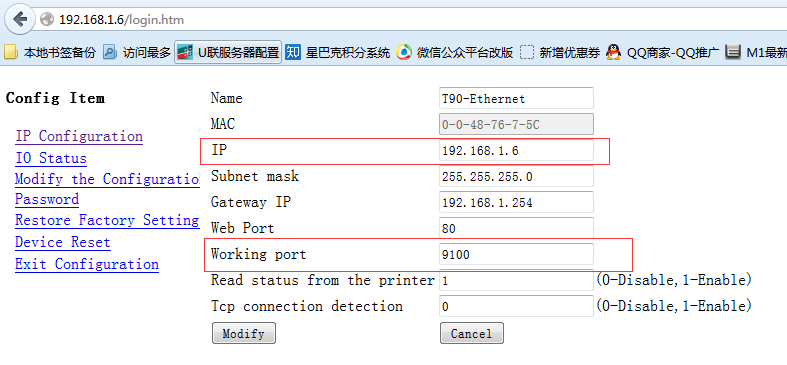 192.168.1.6/login.htm
本地书签备份 访问最多 U联服务器配置 知 星巴克积分系统 微信公众平台改版 新增优惠券 QQ商家-QQ推广 M1最新
Config Item
IP Configuration
IO Status
Modify the Configuration
Password
Restore Factory Setting
Device Reset
Exit Configuration
Name T90-Ethernet
MAC 0-0-48-76-7-5C
IP 192.168.1.6
Subnet mask 255.255.255.0
Gateway IP 192.168.1.254
Web Port 80
Working port 9100
Read status from the printer 1 (0-Disable,1-Enable)
Tcp connection detection 0 (0-Disable,1-Enable)
Modify Cancel